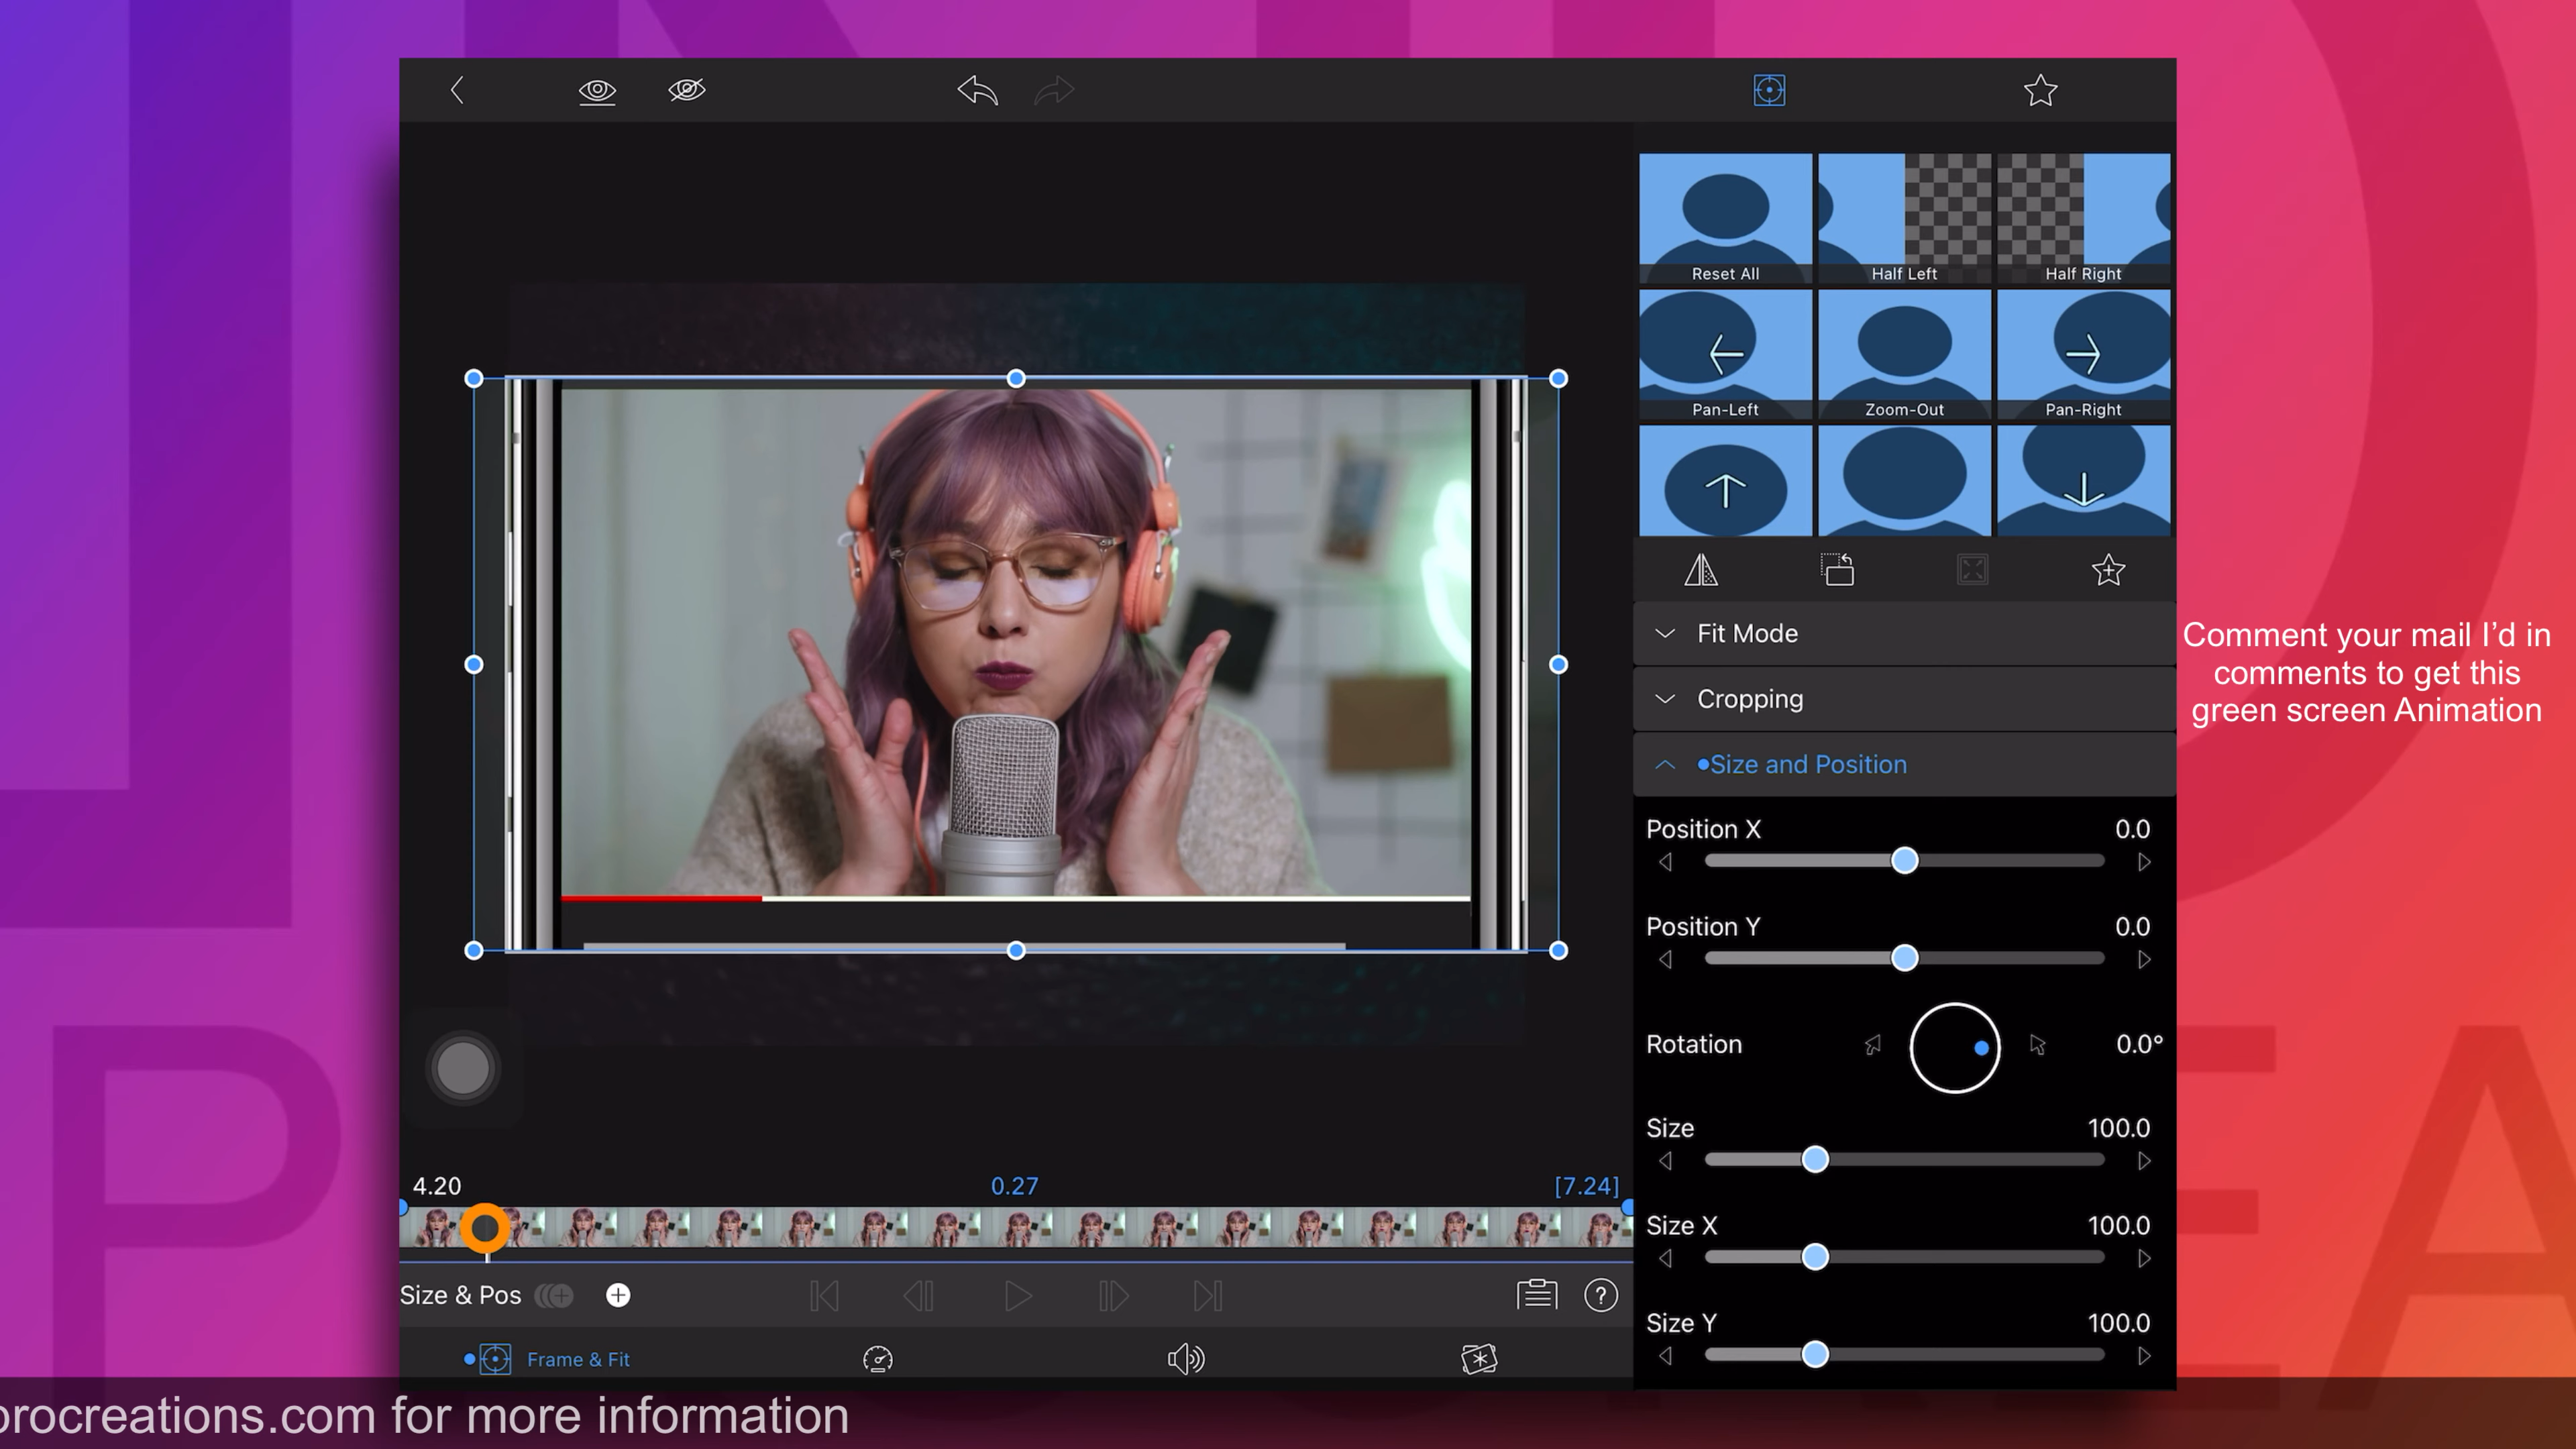 Reset All
Half Left
Half Right
Pan-Left
Zoom-Out
Pan-Right
Fit Mode
Cropping
Size and Position
Position X 0.0
Position Y 0.0
Rotation 0.0°
Size 100.0
Size X 100.0
Size Y 100.0
Comment your mail I'd in
comments to get this
green screen Animation
4.20 0.27 [7.24]
Size & Pos
Frame & Fit
procreations.com for more information